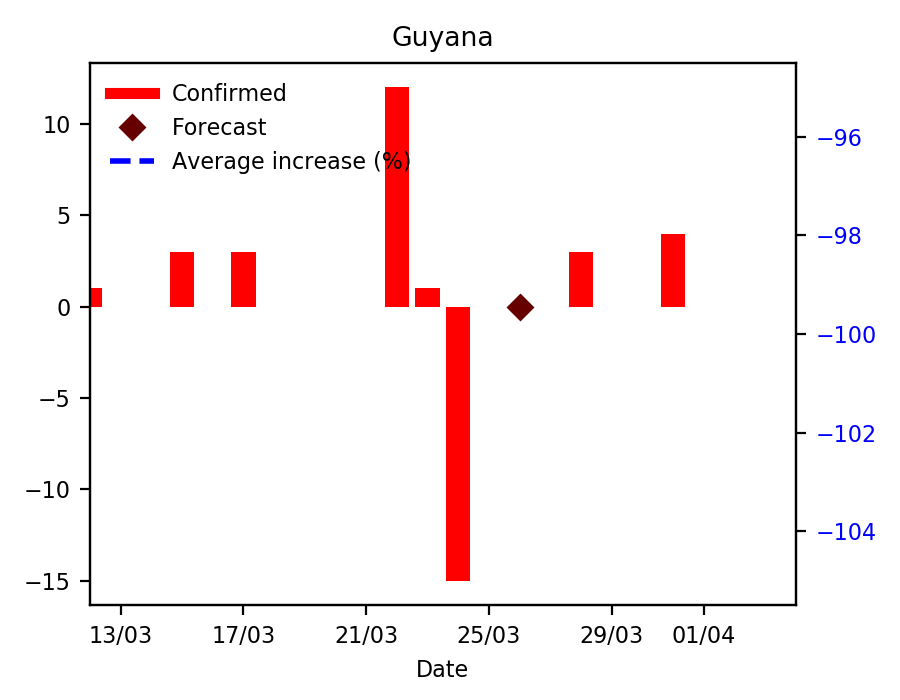 Guyana
Confirmed
Forecast
Average increase (%)
10
5
0
−5
−10
−15
−96
−98
−100
−102
−104
13/03 17/03 21/03 25/03 29/03 01/04
Date